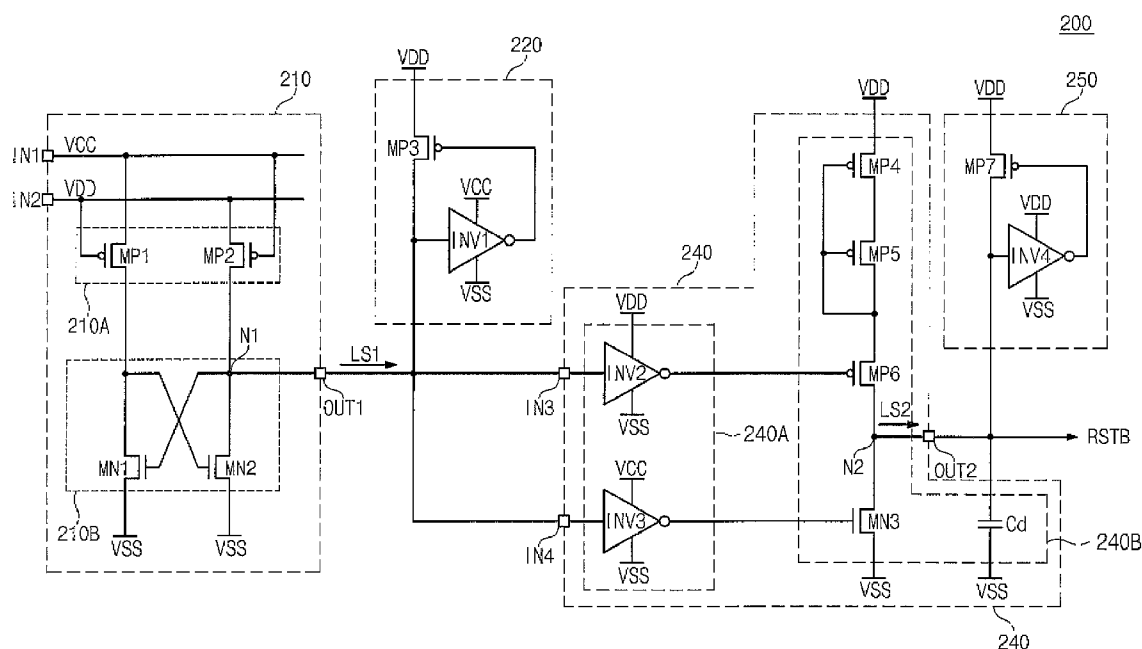 200
210
220
240
250
VDD
VDD
VDD
IN1
VCC
IN2
VDD
MP3
VCC
INV1
VSS
MP4
MP7
VDD
INV4
VSS
MP1
MP2
MP5
210A
VDD
N1
LS1
OUT1
IN3
INV2
VSS
MP6
240A
LS2
RSTB
N2
OUT2
MN1
MN2
VCC
IN4
INV3
VSS
MN3
Cd
240B
210B
VSS
VSS
VSS
VSS
240